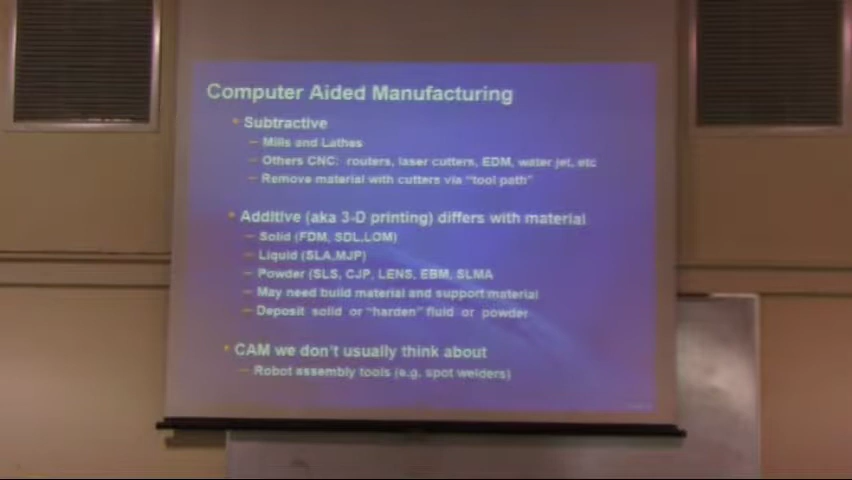 Computer Aided Manufacturing
• Subtractive
– Mills and Lathes
– Others CNC: routers, laser cutters, EDM, water jet, etc
– Remove material with cutters via "tool path"
• Additive (aka 3-D printing) differs with material
– Solid (FDM, SDL,LOM)
– Liquid (SLA,MJP)
– Powder (SLS, CJP, LENS, EBM, SLMA
– May need build material and support material
– Deposit solid or "harden" fluid or powder
• CAM we don't usually think about
– Robot assembly tools (e.g. spot welders)